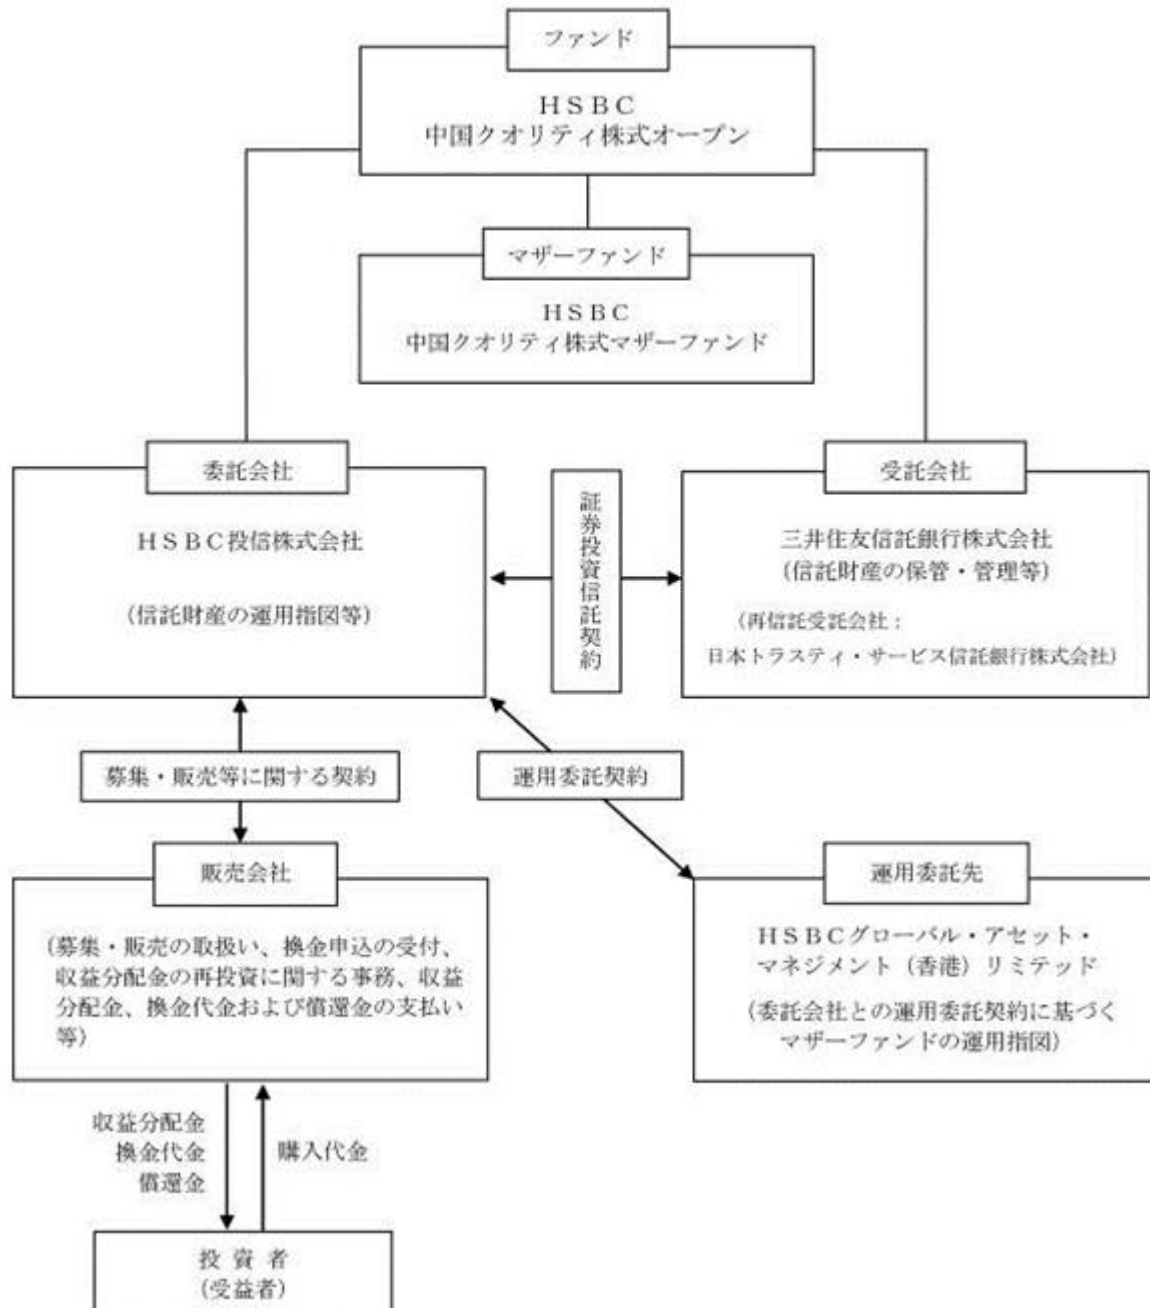 ファンド
HSBC
中国クオリティ株式オープン
マザーファンド
HSBC
中国クオリティ株式マザーファンド
委託会社
HSBC投信株式会社
(信託財産の運用指図等)
証券投資信託契約
受託会社
三井住友信託銀行株式会社
(信託財産の保管・管理等)
(再信託受託会社:
日本トラスティ・サービス信託銀行株式会社)
募集・販売等に関する契約
運用委託契約
販売会社
(募集・販売の取扱い、換金申込の受付、
収益分配金の再投資に関する事務、収益
分配金、換金代金および償還金の支払い
等)
運用委託先
HSBCグローバル・アセット・
マネジメント(香港)リミテッド
(委託会社との運用委託契約に基づく
マザーファンドの運用指図)
収益分配金
換金代金
償還金
購入代金
投資者
(受益者)